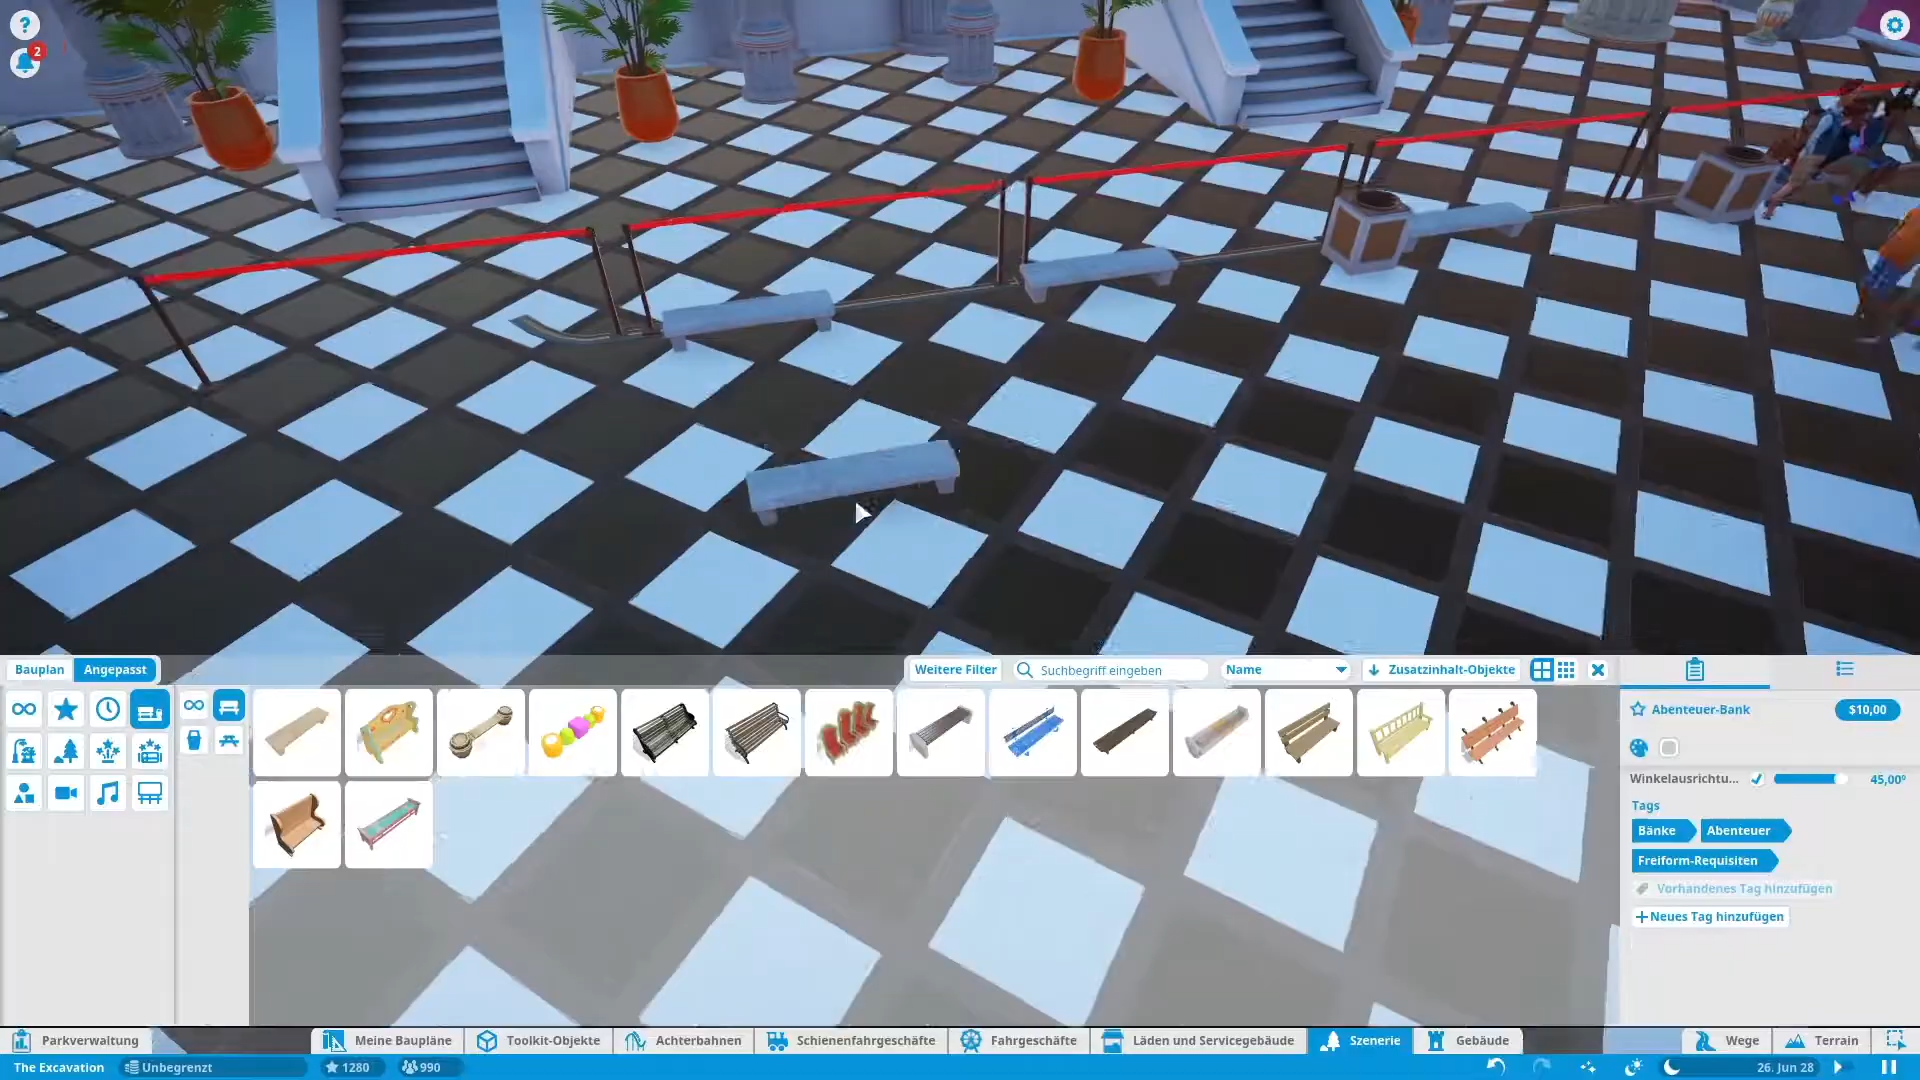 ?
2
Bauplan
Angepasst
Weitere Filter
Suchbegriff eingeben
Name
Zusatzinhalt-Objekte
Abenteuer-Bank
$10,00
Winkelausrichtu...
45,00º
Tags
Bänke
Abenteuer
Freiform-Requisiten
Vorhandenes Tag hinzufügen
+Neues Tag hinzufügen
Parkverwaltung
Meine Baupläne
Toolkit-Objekte
Achterbahnen
Schienenfahrgeschäfte
Fahrgeschäfte
Läden und Servicegebäude
Szenerie
Gebäude
Wege
Terrain
The Excavation
Unbegrenzt
1280
990
26. Jun 28